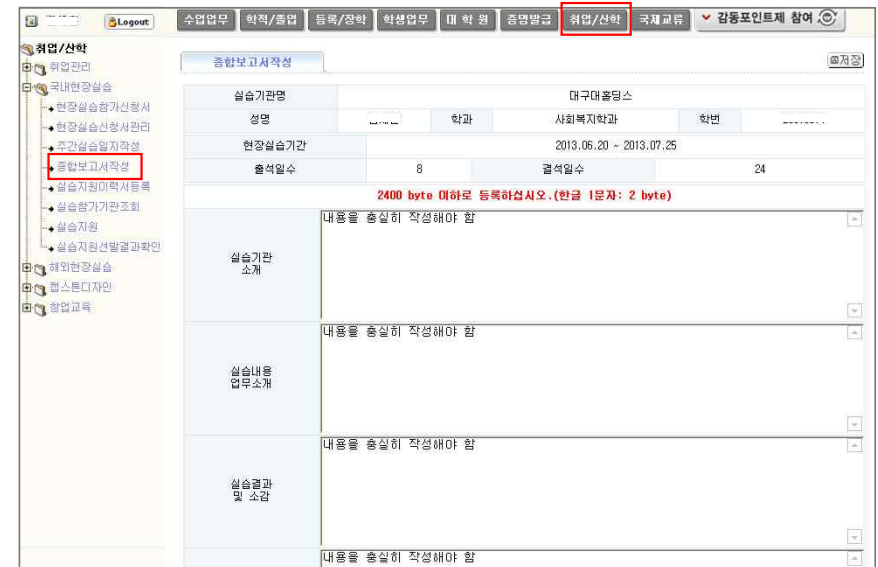 Logout
수업업무 학적/졸업 등록/장학 학생업무 대 학 원 증명발급 취업/산학 국제교류 감동포인트제 참여
취업/산학
취업관리
국내현장실습
현장실습참가신청서
현장실습신청서관리
주간실습일지작성
종합보고서작성
실습지원이력서등록
실습참가기관조회
실습지원
실습지원선발결과확인
해외현장실습
캡스톤디자인
창업교육
종합보고서작성
저장
실습기관명 대구대홀딩스
성명 학과 사회복지학과 학번
현장실습기간 2013.06.20 ~ 2013.07.25
출석일수 8 결석일수 24
2400 byte 이하로 등록하십시오.(한글 1문자: 2 byte)
실습기관
소개
내용을 충실히 작성해야 함
실습내용
업무소개
내용을 충실히 작성해야 함
실습결과
및 소감
내용을 충실히 작성해야 함
내용을 충실히 작성해야 함